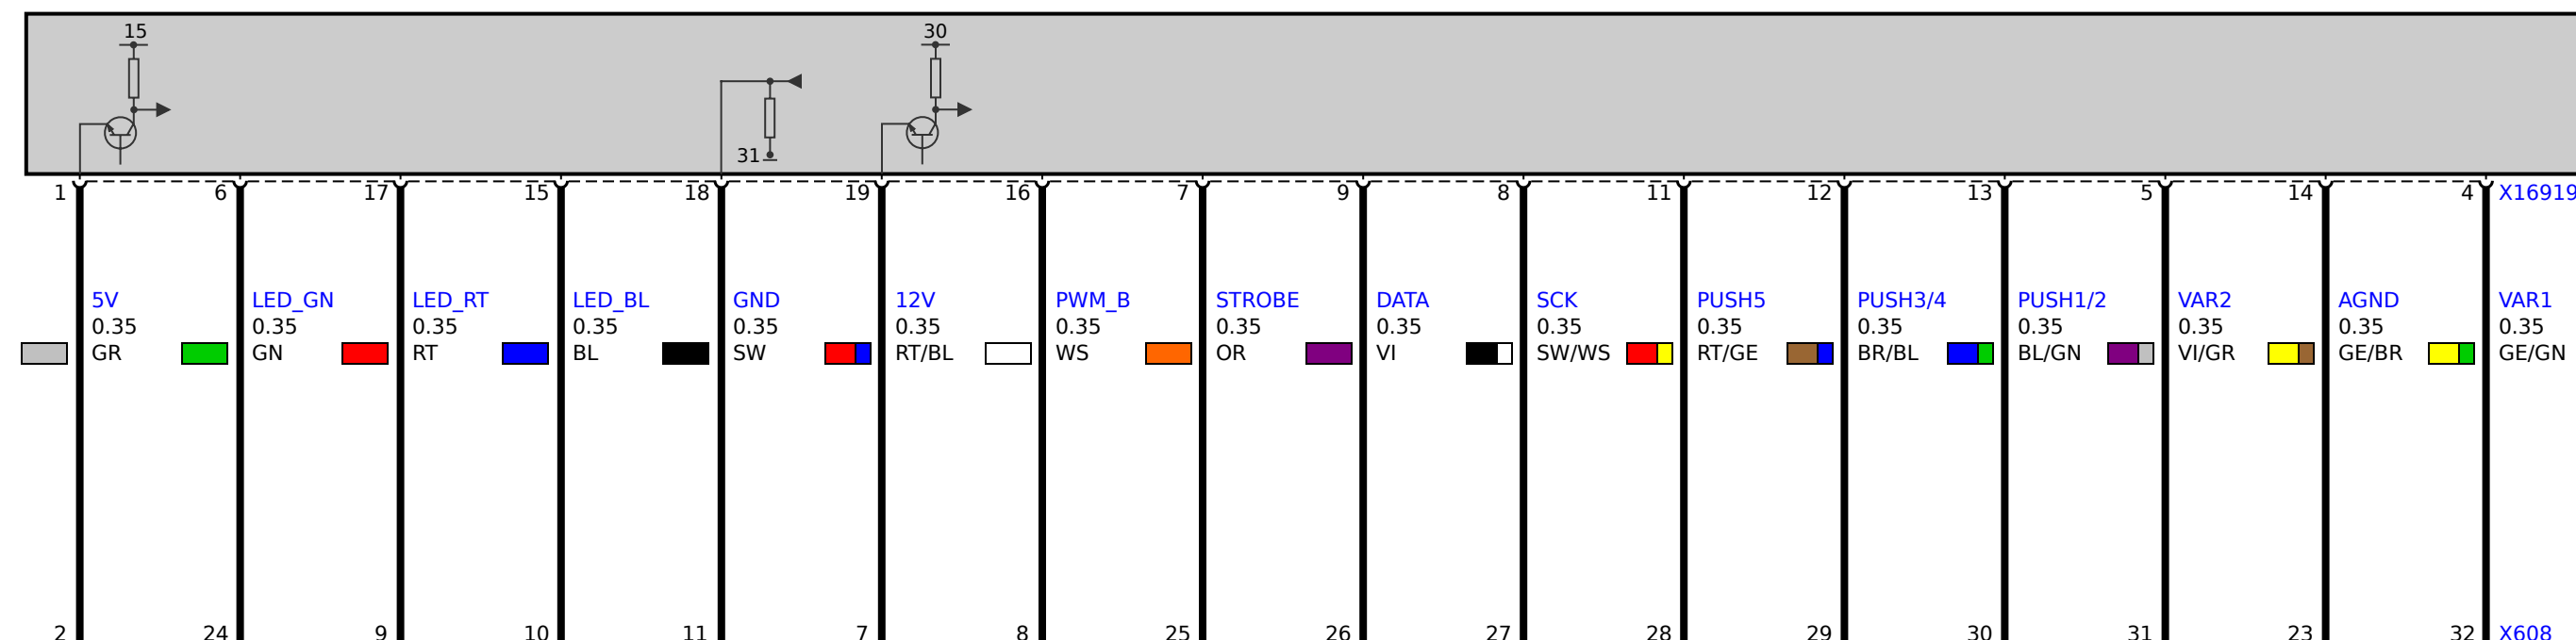 15 30
31
1 6 17 15 18 19 16 7 9 8 11 12 13 5 14 4 X16919
5V LED_GN LED_RT LED_BL GND 12V PWM_B STROBE DATA SCK PUSH5 PUSH3/4 PUSH1/2 VAR2 AGND VAR1
0.35 0.35 0.35 0.35 0.35 0.35 0.35 0.35 0.35 0.35 0.35 0.35 0.35 0.35 0.35 0.35
GR GN RT BL SW RT/BL WS OR VI SW/WS RT/GE BR/BL BL/GN VI/GR GE/BR GE/GN
2 24 9 10 11 7 8 25 26 27 28 29 30 31 23 32 X608